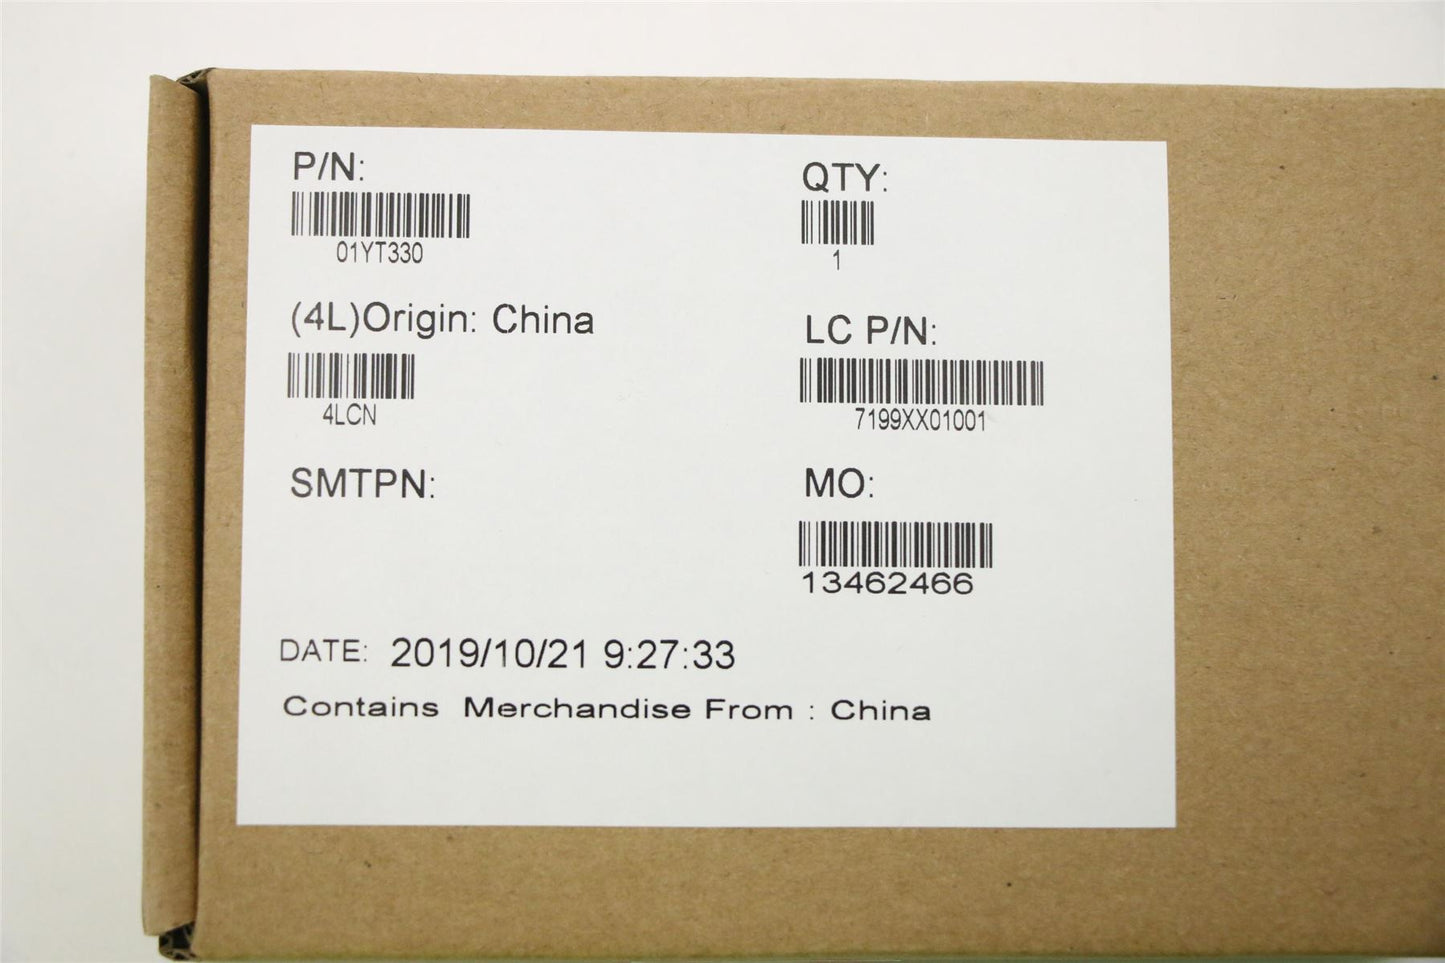 P/N:
01YT330
QTY:
1
(4L)Origin: China
4LCN
LC P/N:
7199XX01001
SMTPN:
MO:
13462466
DATE: 2019/10/21 9:27:33
Contains Merchandise From : China